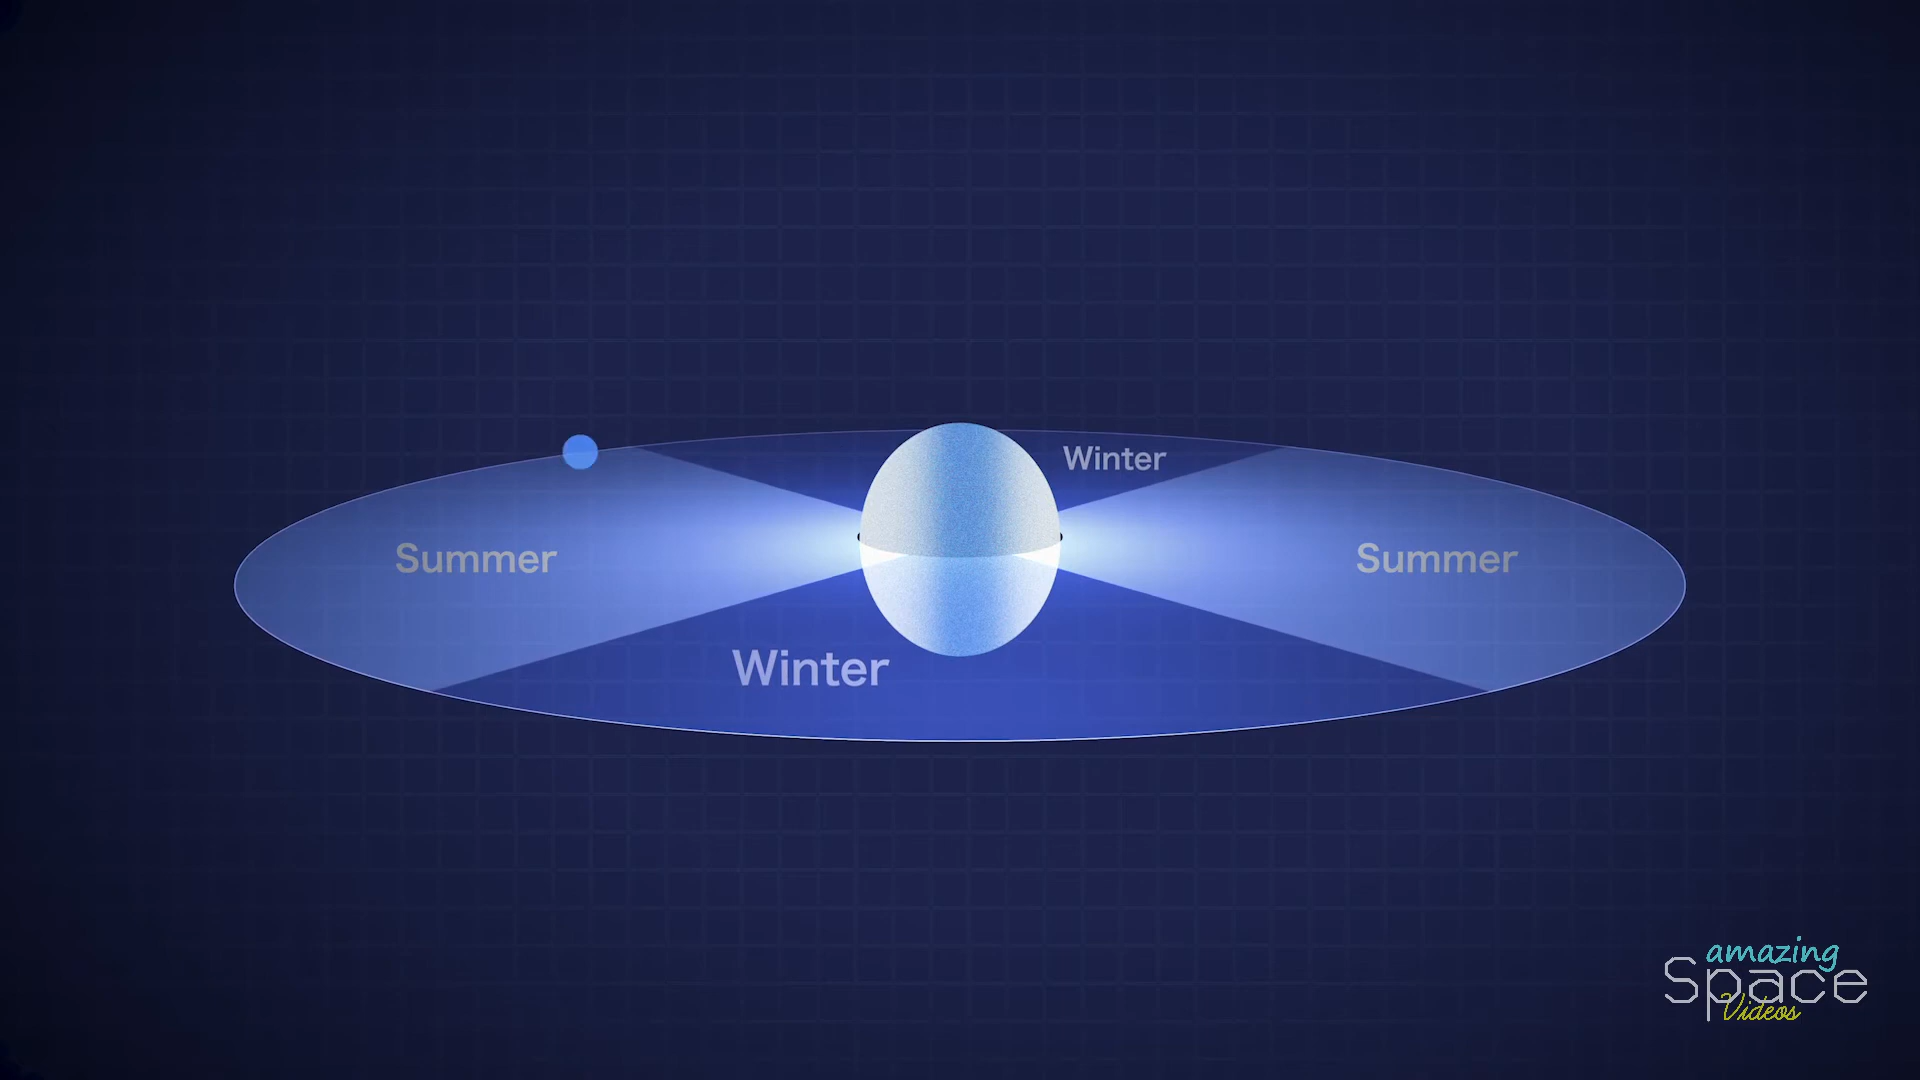 Winter
Summer
Summer
Winter
amazing
Space
Videos